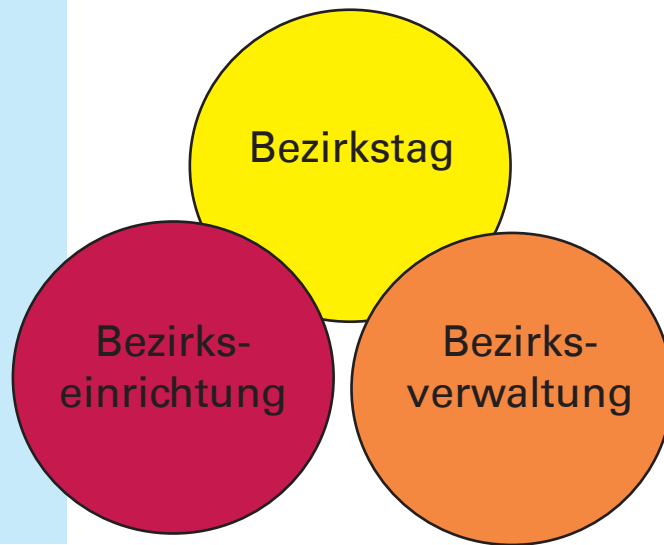 Bezirkstag
Bezirks-
einrichtung
Bezirks-
verwaltung